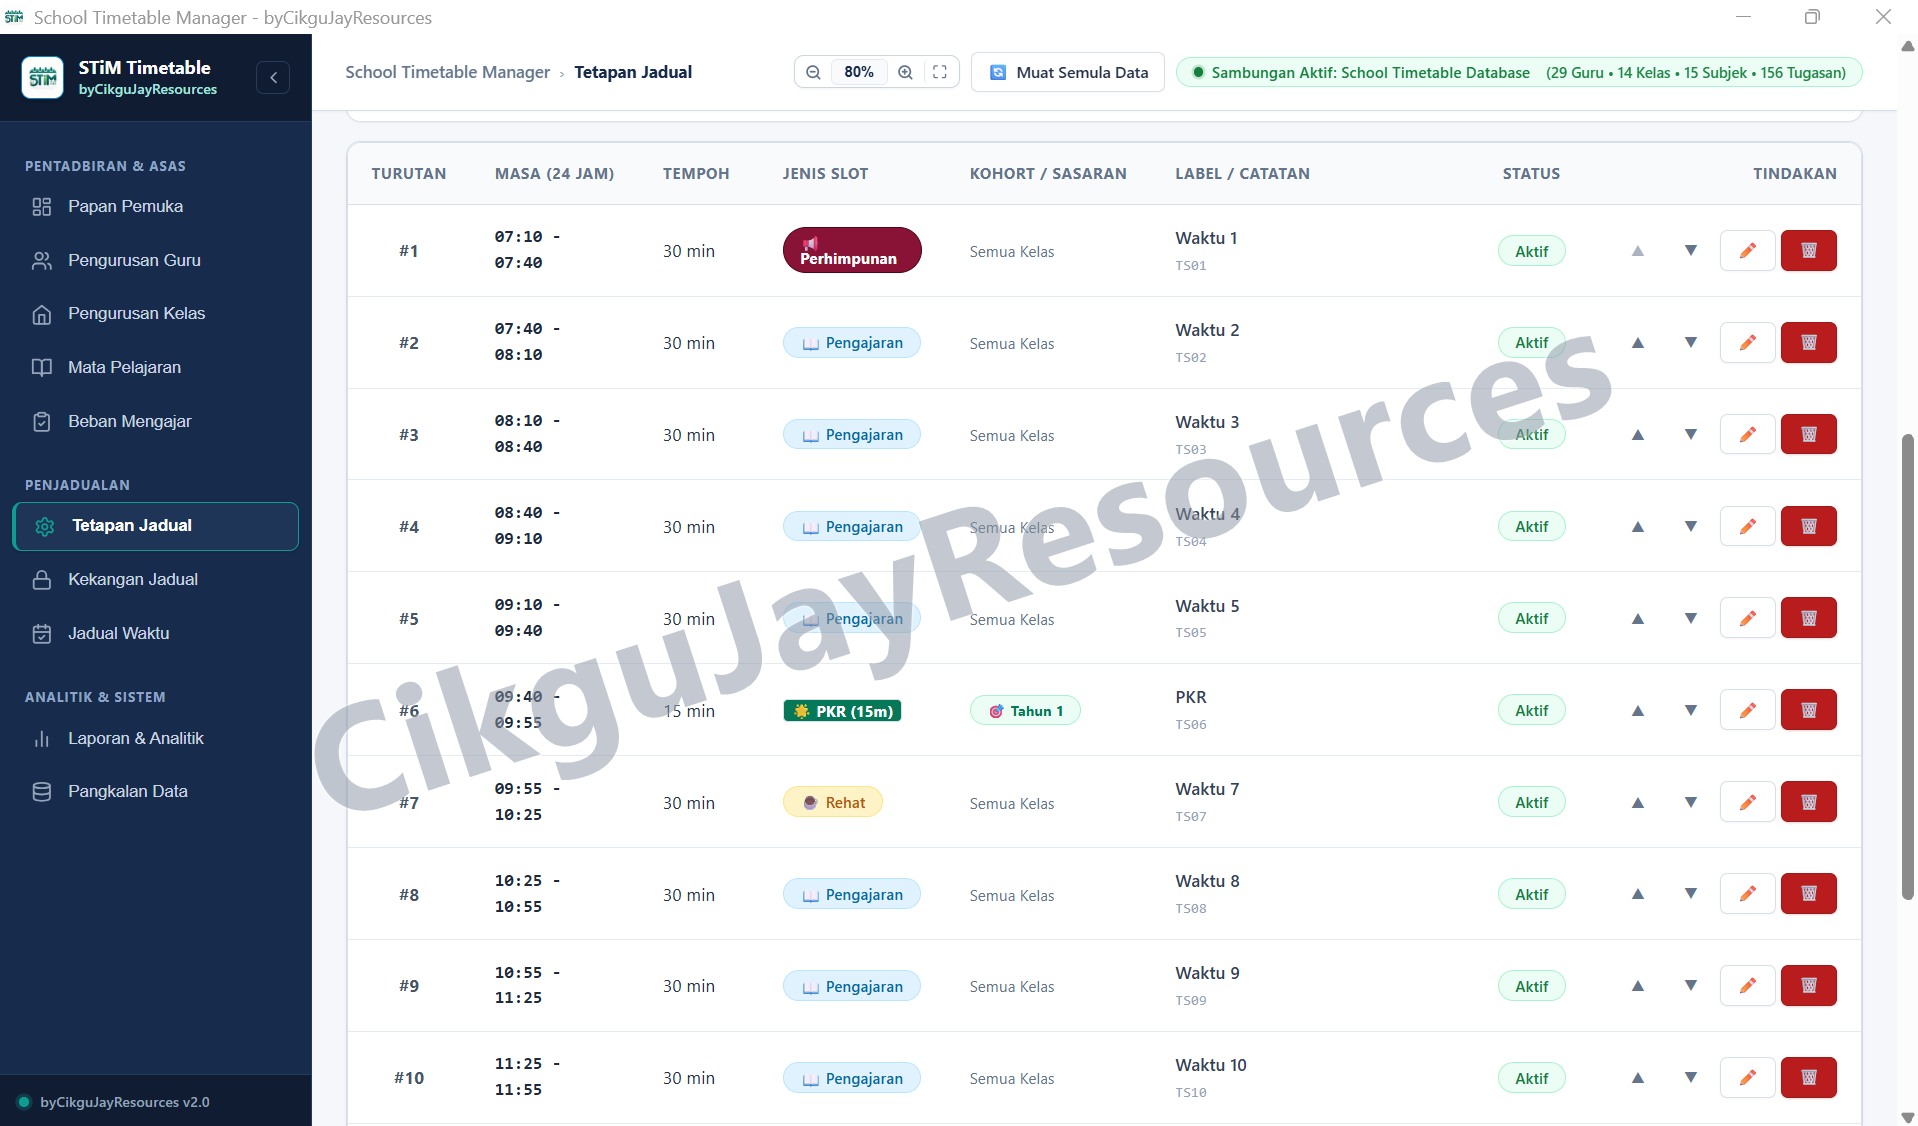 School Timetable Manager - byCikguJayResources
STiM
STiM Timetable
byCikguJayResources
School Timetable Manager › Tetapan Jadual
80%
Muat Semula Data
Sambungan Aktif: School Timetable Database (29 Guru • 14 Kelas • 15 Subjek • 156 Tugasan)
PENTADBIRAN & ASAS
Papan Pemuka
Pengurusan Guru
Pengurusan Kelas
Mata Pelajaran
Beban Mengajar
PENJADUALAN
Tetapan Jadual
Kekangan Jadual
Jadual Waktu
ANALITIK & SISTEM
Laporan & Analitik
Pangkalan Data
byCikguJayResources v2.0
TURUTAN MASA (24 JAM) TEMPOH JENIS SLOT KOHORT / SASARAN LABEL / CATATAN STATUS TINDAKAN
#1 07:10 - 07:40 30 min Perhimpunan Semua Kelas Waktu 1 TS01 Aktif
#2 07:40 - 08:10 30 min Pengajaran Semua Kelas Waktu 2 TS02 Aktif
#3 08:10 - 08:40 30 min Pengajaran Semua Kelas Waktu 3 TS03 Aktif
#4 08:40 - 09:10 30 min Pengajaran Semua Kelas Waktu 4 TS04 Aktif
#5 09:10 - 09:40 30 min Pengajaran Semua Kelas Waktu 5 TS05 Aktif
#6 09:40 - 09:55 15 min PKR (15m) Tahun 1 PKR TS06 Aktif
#7 09:55 - 10:25 30 min Rehat Semua Kelas Waktu 7 TS07 Aktif
#8 10:25 - 10:55 30 min Pengajaran Semua Kelas Waktu 8 TS08 Aktif
#9 10:55 - 11:25 30 min Pengajaran Semua Kelas Waktu 9 TS09 Aktif
#10 11:25 - 11:55 30 min Pengajaran Semua Kelas Waktu 10 TS10 Aktif
CikguJayResources